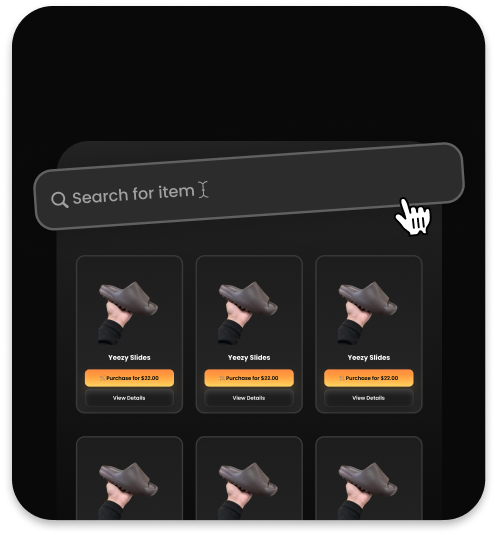 Search for item
Yeezy Slides
Yeezy Slides
Yeezy Slides
Purchase for $22.00
Purchase for $22.00
Purchase for $22.00
View Details
View Details
View Details